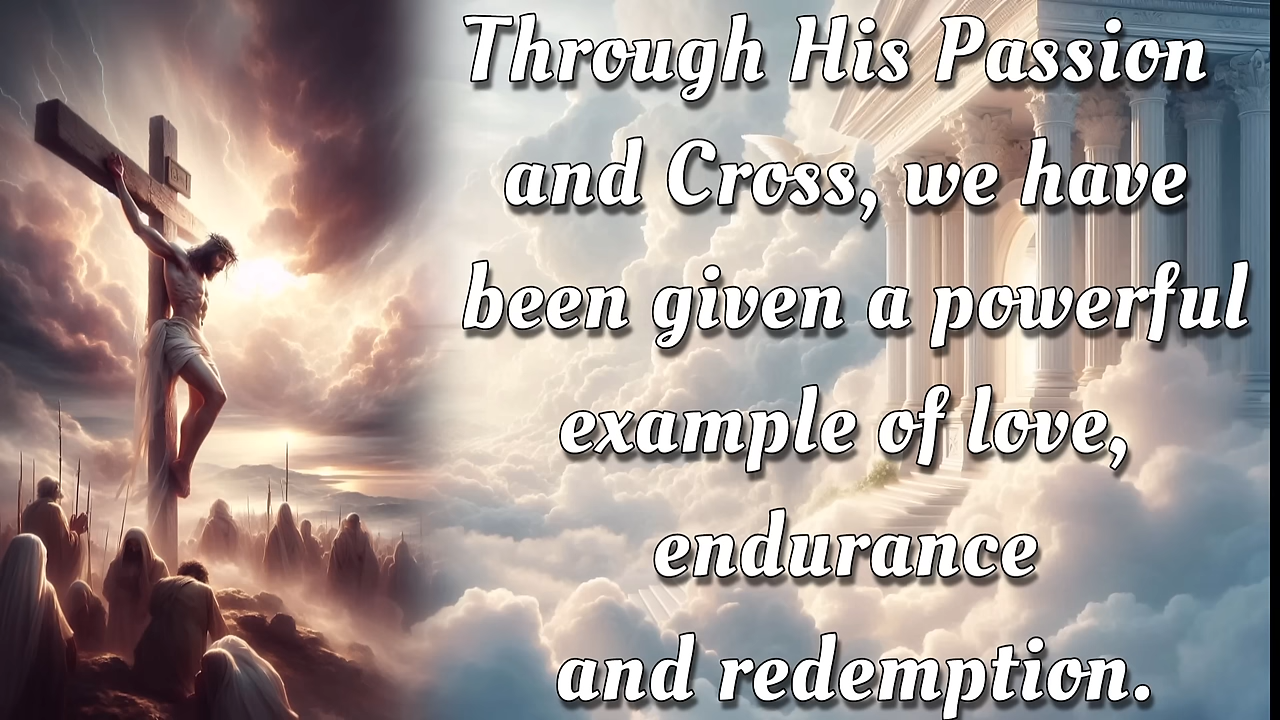 Through His Passion
and Cross, we have
been given a powerful
example of love,
endurance
and redemption.